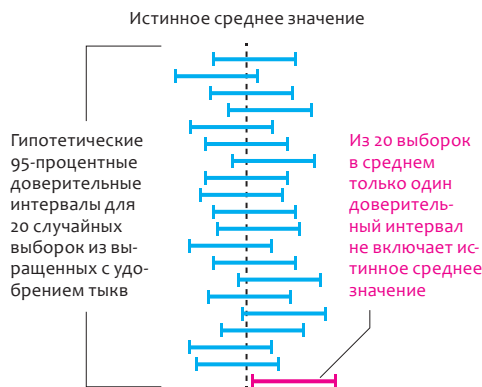 Истинное среднее значение
Гипотетические
95-процентные
доверительные
интервалы для
20 случайных
выборок из вы-
ращенных с удо-
брением тыкв
Из 20 выборок
в среднем
только один
доверитель-
ный интервал
не включает ис-
тинное среднее
значение